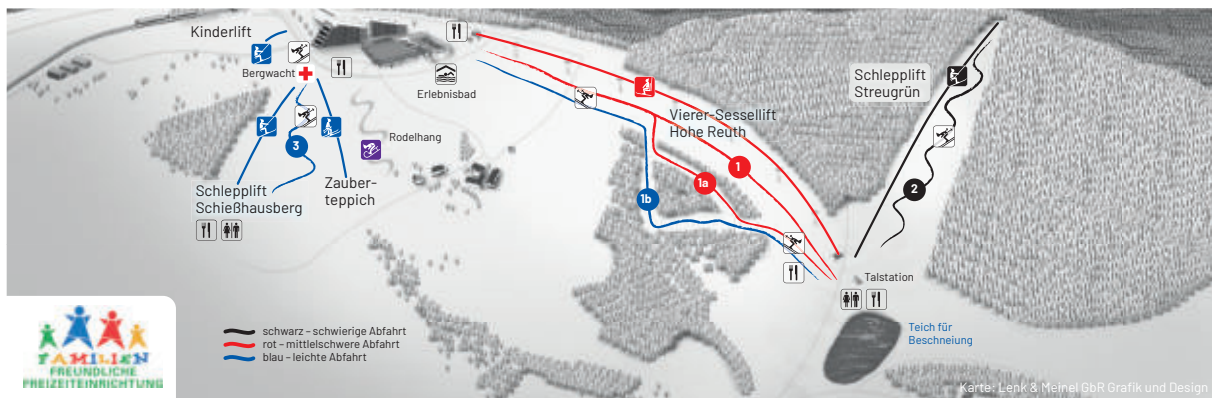 Kinderlift
Bergwacht
Erlebnisbad
Rodelhang
3
Schlepplift
Schießhausberg
Zauber-
teppich
Vierer-Sessellift
Hohe Reuth
1
1a
1b
Schlepplift
Streugrün
2
Talstation
Teich für
Beschneiung
schwarz – schwierige Abfahrt
rot – mittelschwere Abfahrt
blau – leichte Abfahrt
FAMILIEN
FREUNDLICHE
FREIZEITEINRICHTUNG
Karte: Lenk & Meinel GbR Grafik und Design